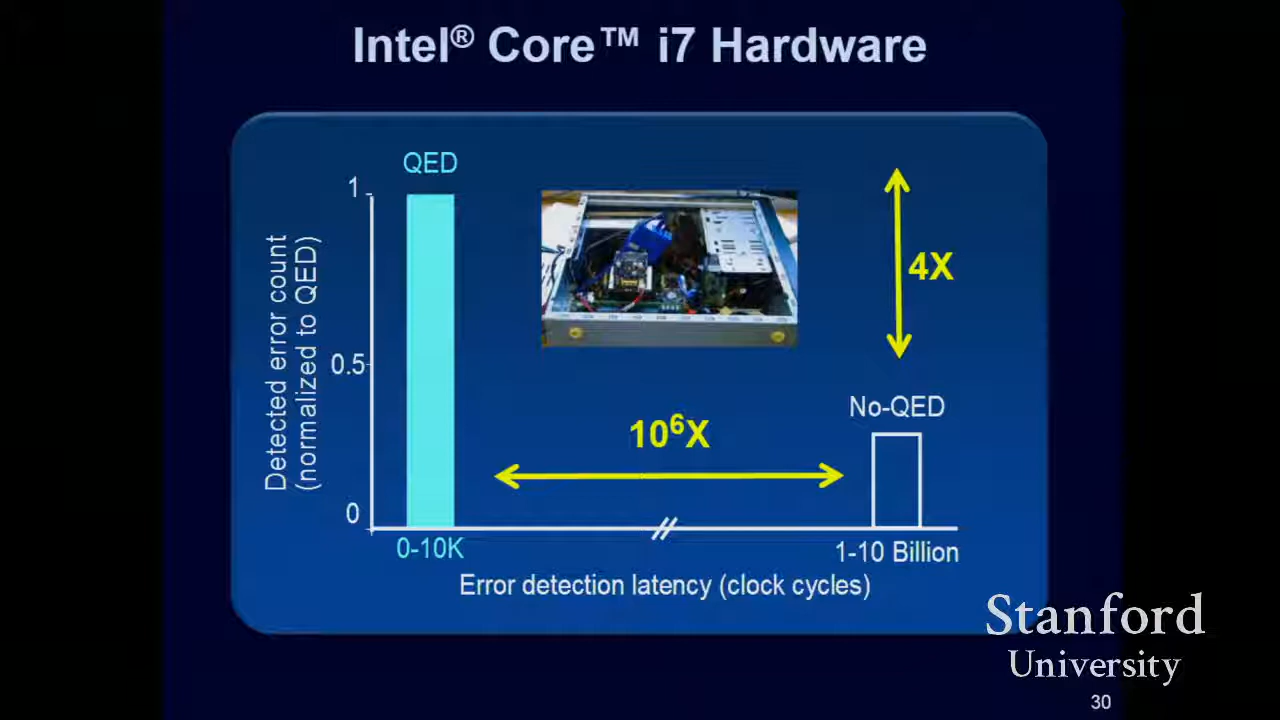 Intel® Core™ i7 Hardware
QED
1
4X
Detected error count
(normalized to QED)
0.5
No-QED
10⁶X
0
0-10K
1-10 Billion
Error detection latency (clock cycles)
Stanford
University
30